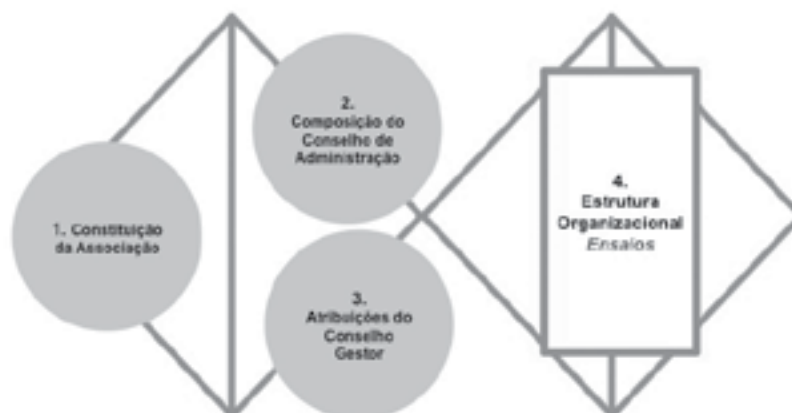 1. Constituição
da Associação
2.
Composição do
Conselho de
Administração
3.
Atribuições do
Conselho
Gestor
4.
Estrutura
Organizacional
Ensaios